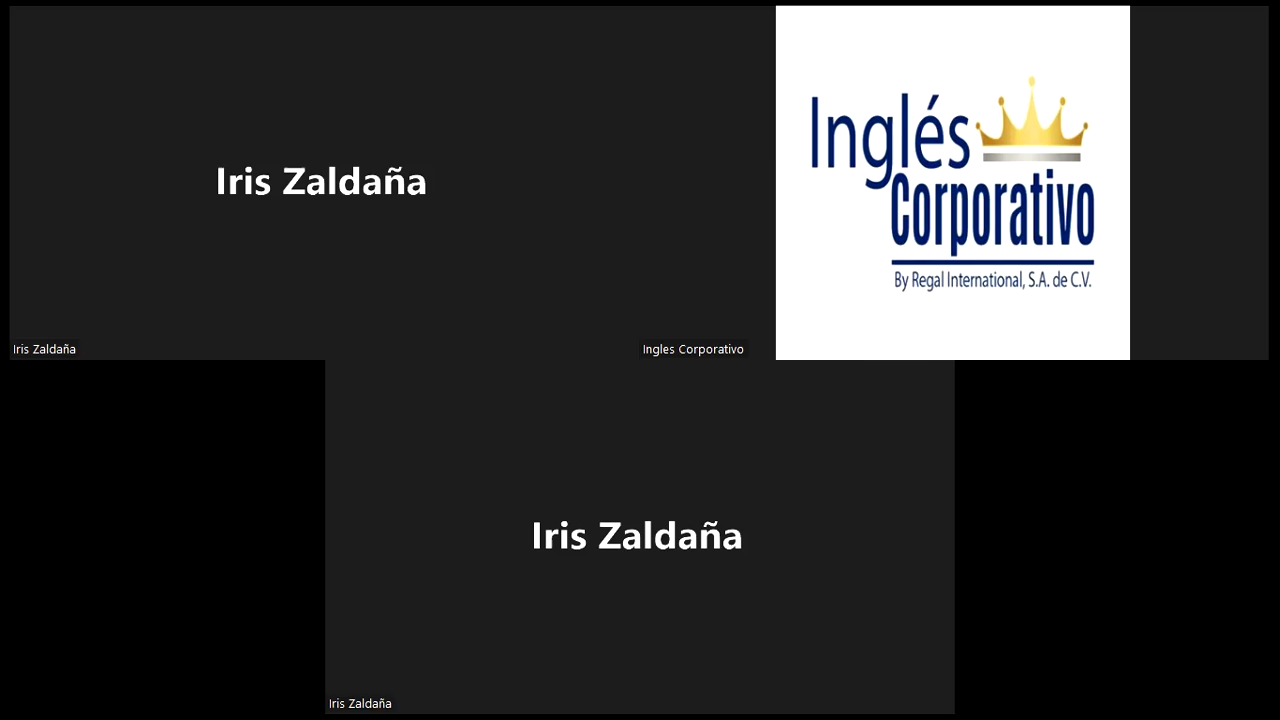 Iris Zaldaña
Iris Zaldaña
Inglés
Corporativo
By Regal International, S.A. de C.V.
Ingles Corporativo
Iris Zaldaña
Iris Zaldaña